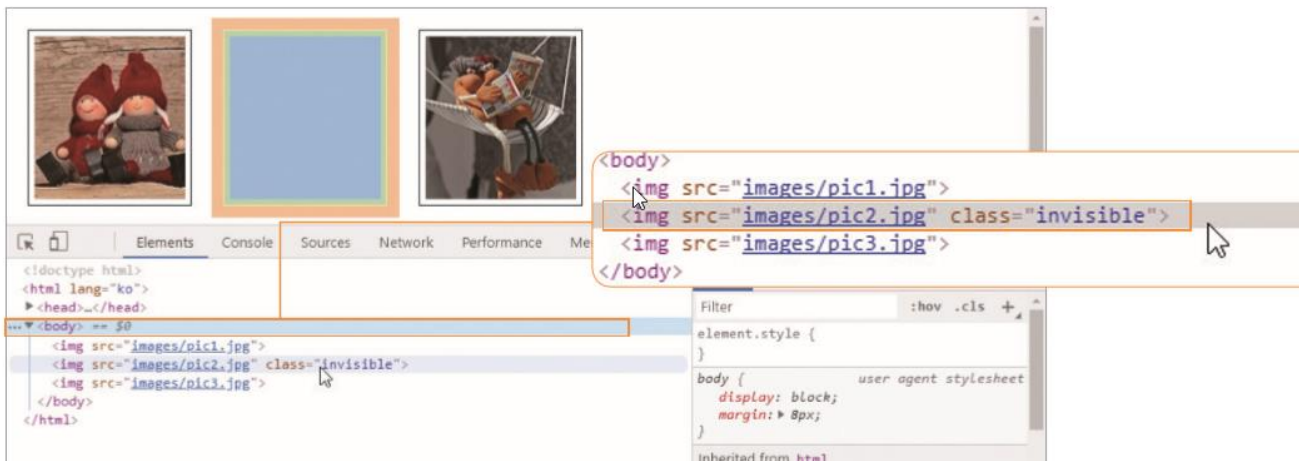 <body>
<img src="images/pic1.jpg">
<img src="images/pic2.jpg" class="invisible">
<img src="images/pic3.jpg">
</body>
Elements Console Sources Network Performance Me
<!doctype html>
<html lang="ko">
▶<head>…</head>
… ▼<body> == $0
<img src="images/pic1.jpg">
<img src="images/pic2.jpg" class="invisible">
<img src="images/pic3.jpg">
</body>
</html>
Filter :hov .cls +
element.style {
}
body { user agent stylesheet
display: block;
margin:▶ 8px;
}
Inherited from html